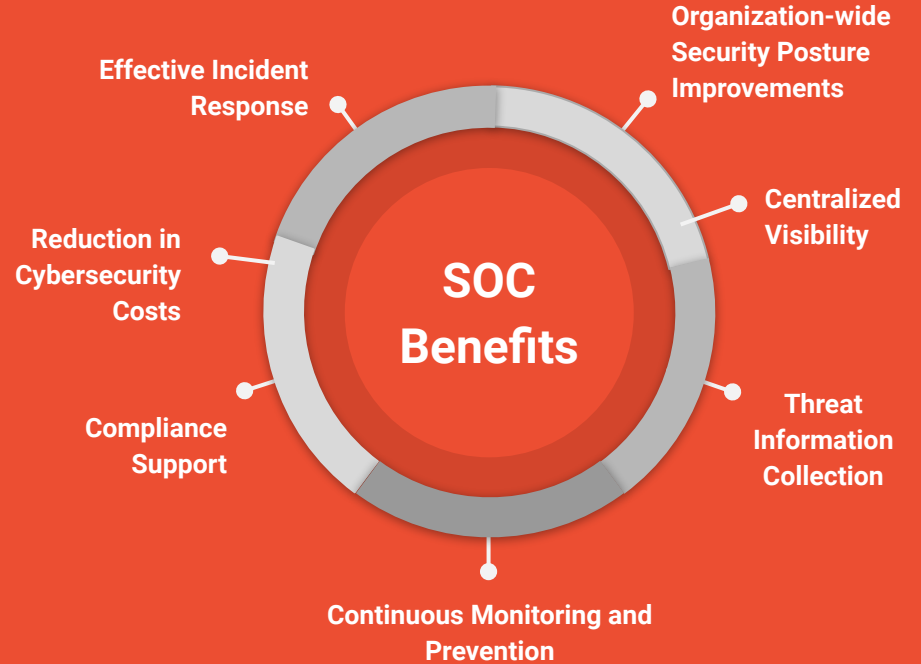 Organization-wide
Security Posture
Improvements
Effective Incident
Response
Centralized
Visibility
Reduction in
Cybersecurity
Costs
SOC
Benefits
Threat
Information
Collection
Compliance
Support
Continuous Monitoring and
Prevention